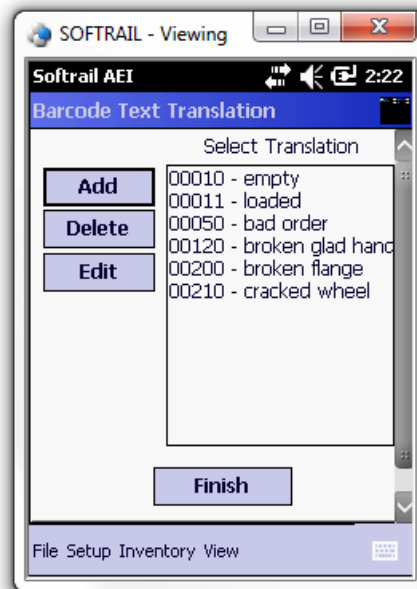 SOFTRAIL - Viewing
Softrail AEI 2:22
Barcode Text Translation
Select Translation
Add
Delete
Edit
00010 - empty
00011 - loaded
00050 - bad order
00120 - broken glad hand
00200 - broken flange
00210 - cracked wheel
Finish
File Setup Inventory View